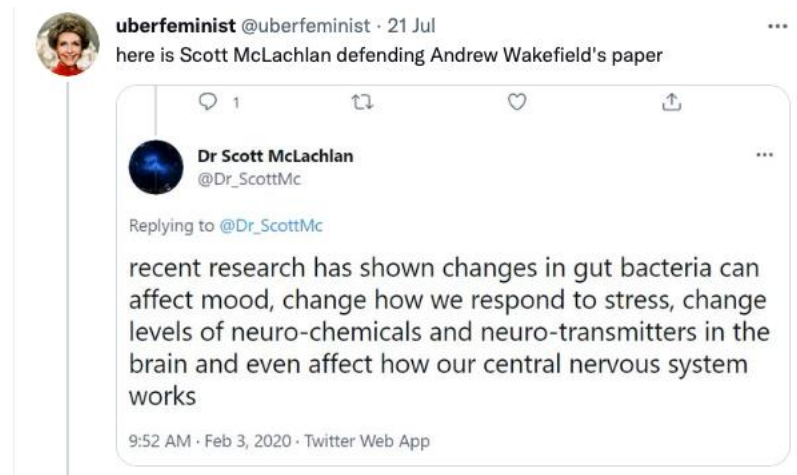 uberfeminist @uberfeminist · 21 Jul
here is Scott McLachlan defending Andrew Wakefield's paper
1
Dr Scott McLachlan
@Dr_ScottMc
Replying to @Dr_ScottMc
recent research has shown changes in gut bacteria can
affect mood, change how we respond to stress, change
levels of neuro-chemicals and neuro-transmitters in the
brain and even affect how our central nervous system
works
9:52 AM · Feb 3, 2020 · Twitter Web App